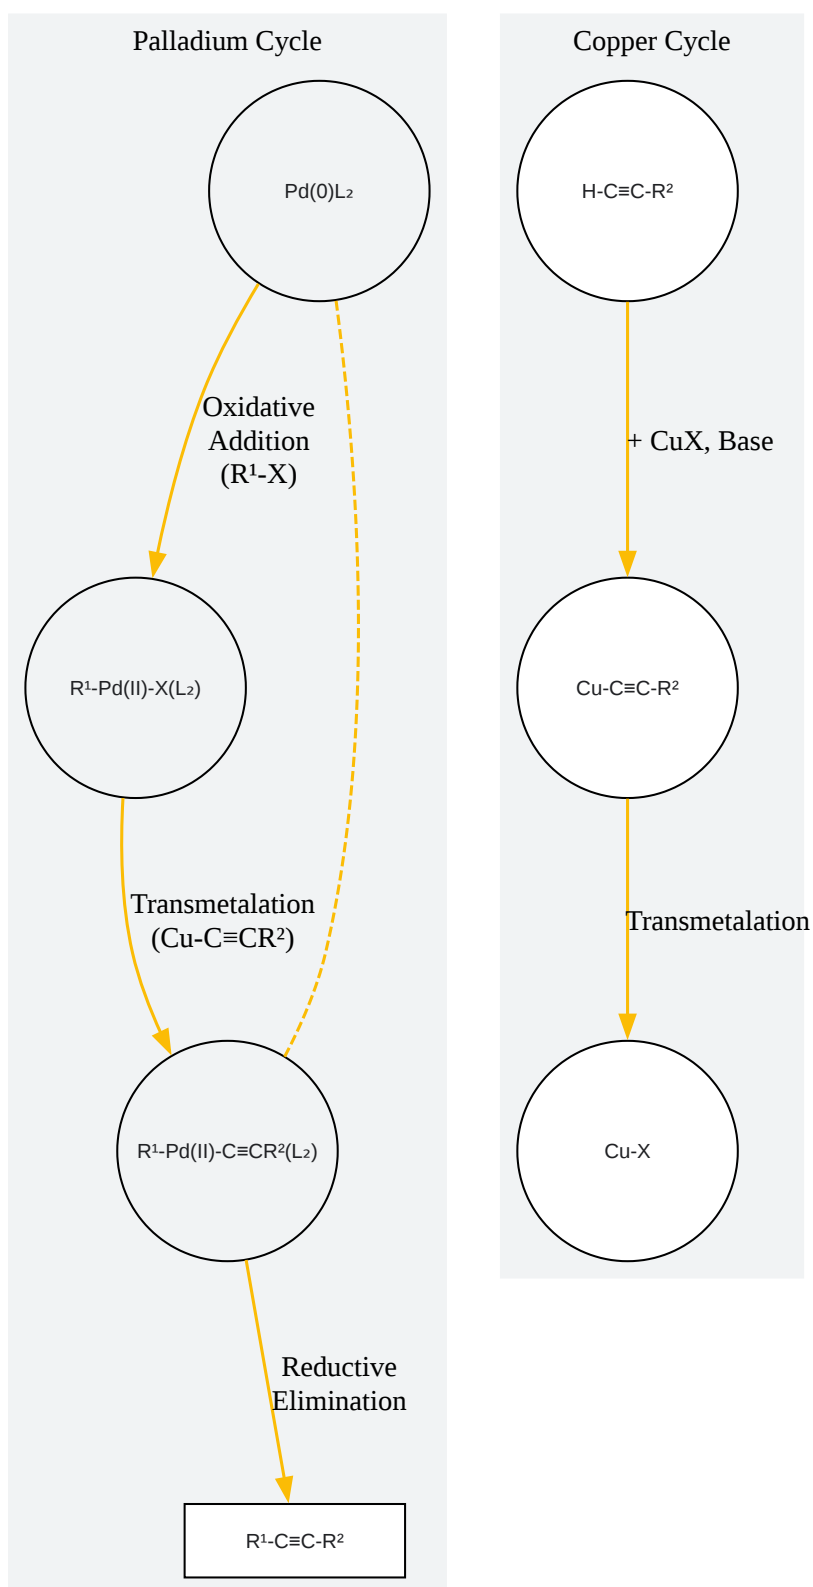 Palladium Cycle
Pd(0)L₂
Oxidative
Addition
(R¹-X)
R¹-Pd(II)-X(L₂)
Transmetalation
(Cu-C≡CR²)
R¹-Pd(II)-C≡CR²(L₂)
Reductive
Elimination
R¹-C≡C-R²
Copper Cycle
H-C≡C-R²
+ CuX, Base
Cu-C≡C-R²
Transmetalation
Cu-X